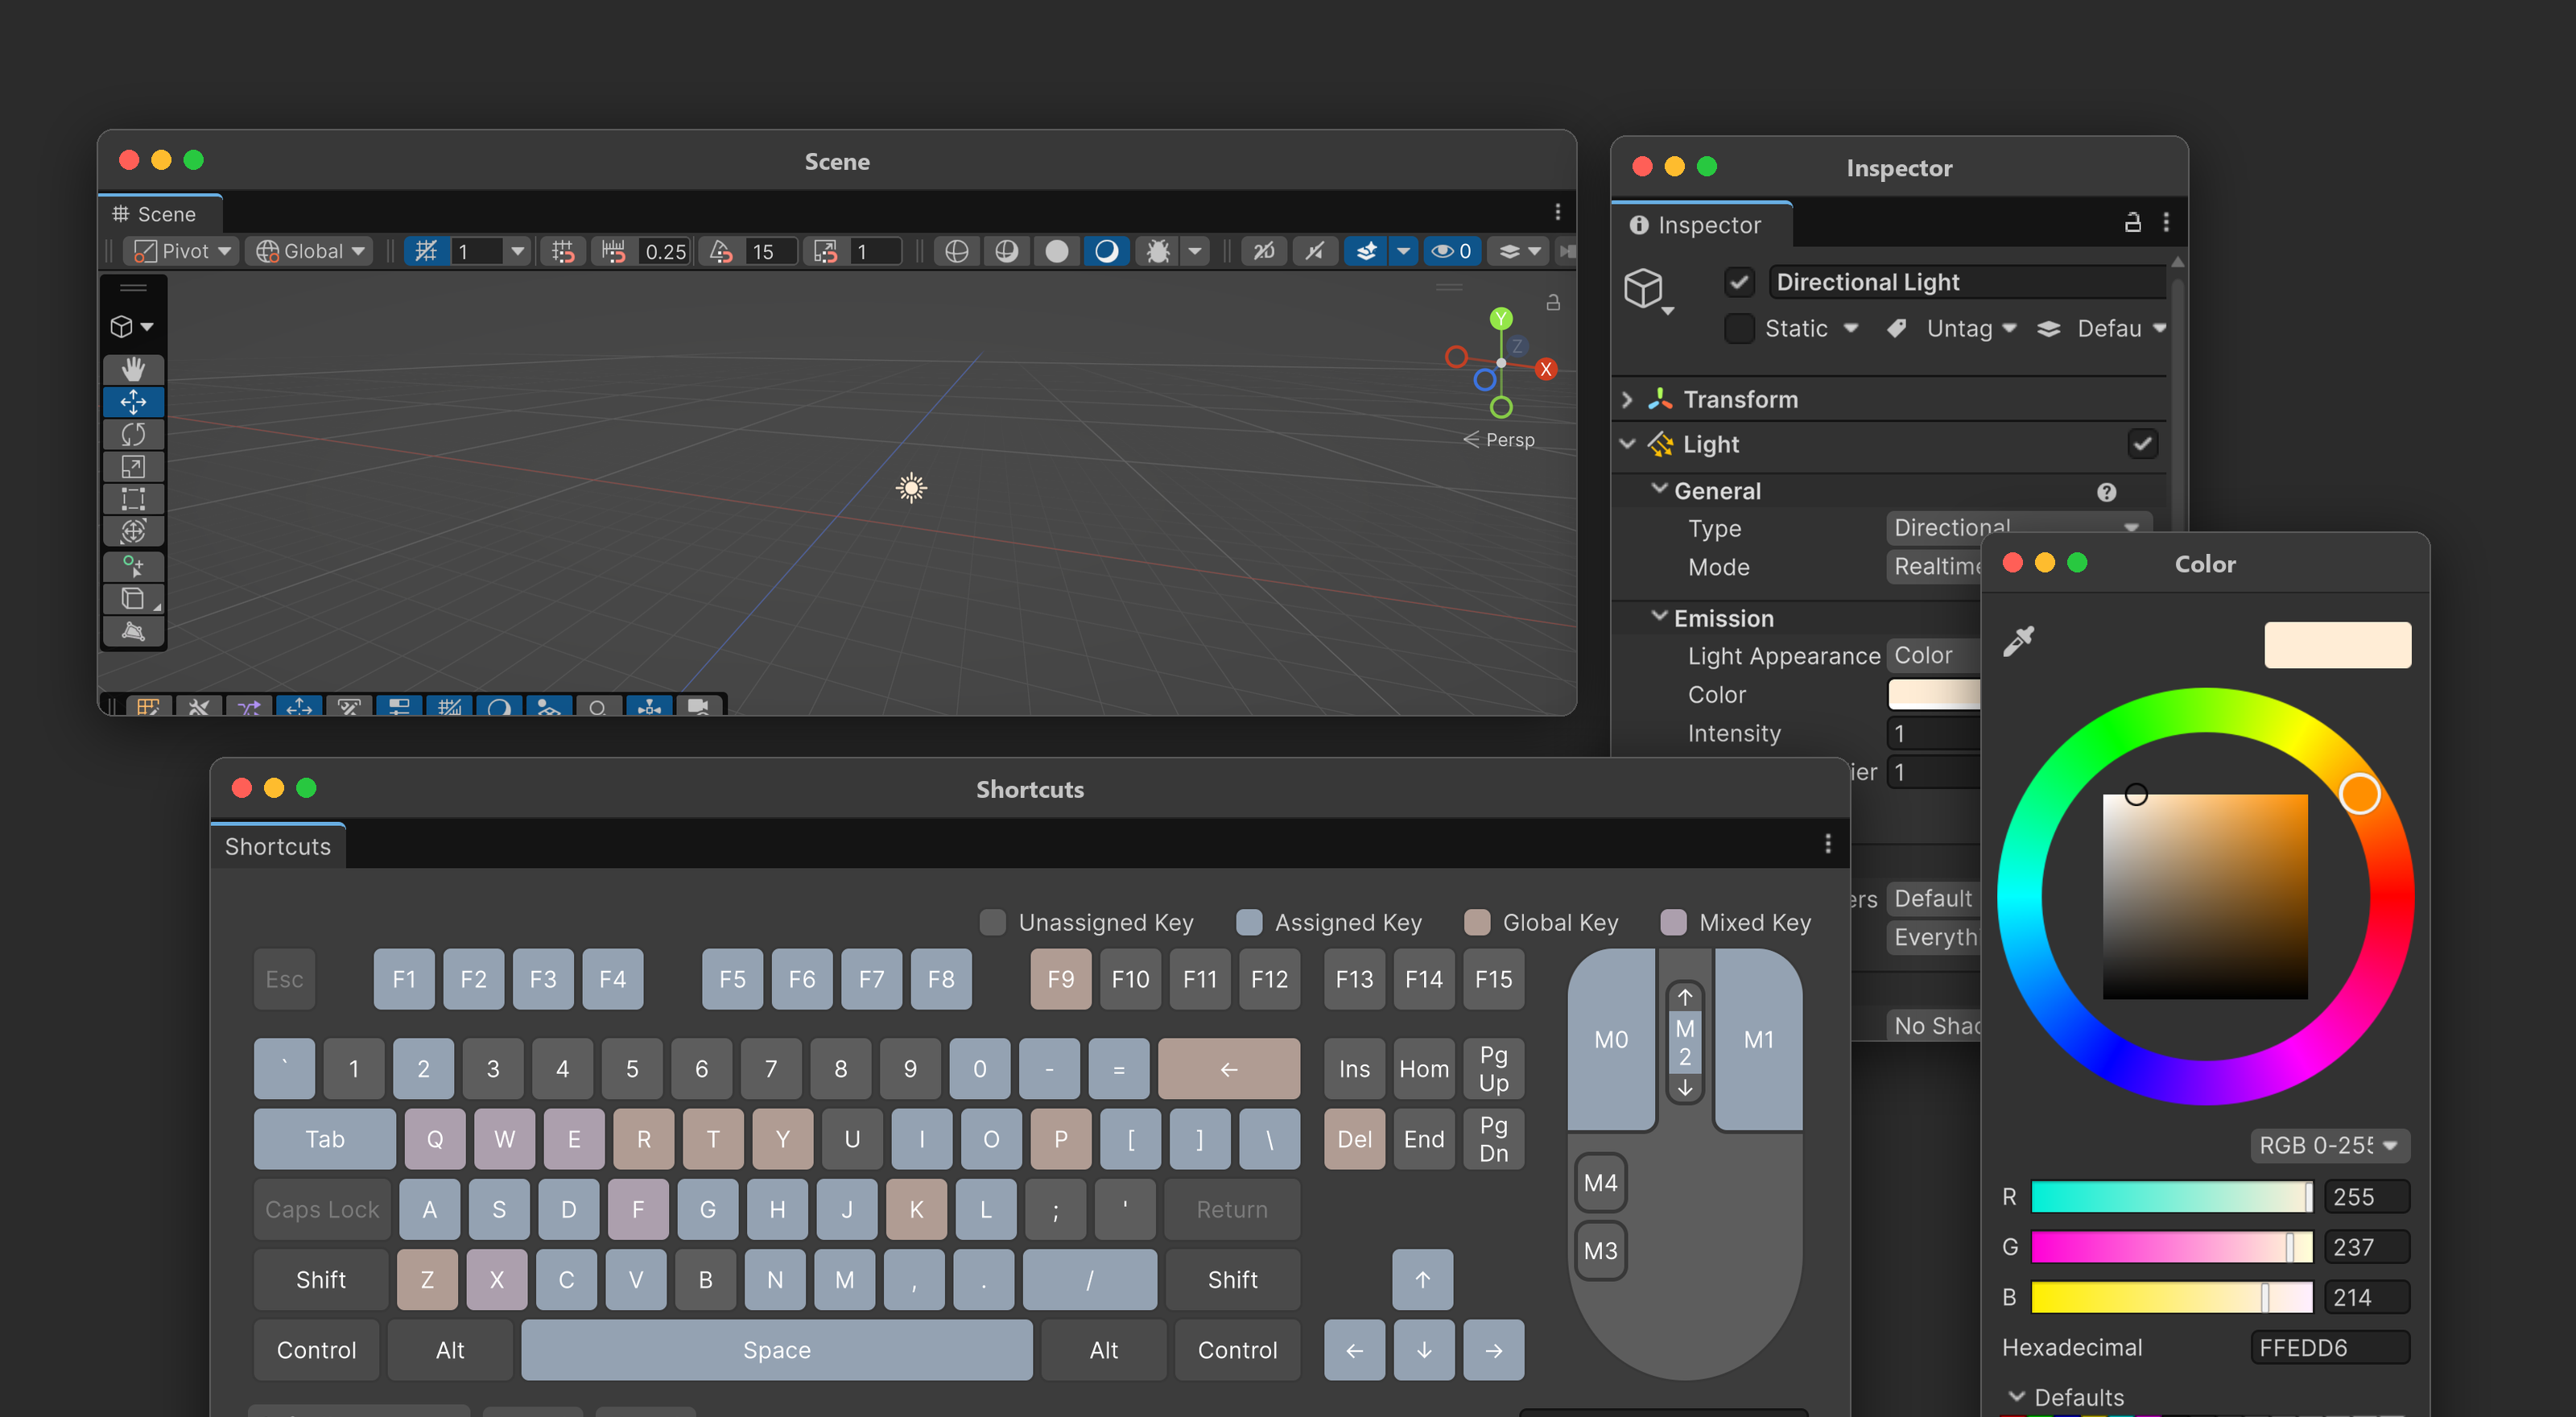 Scene
Scene
Pivot Global 1 0.25 15 1 2D 0
Y
Z
X
Persp
Inspector
Inspector
Directional Light
Static Untag Defau
Transform
Light
General
Type Directional
Mode Realtime
Emission
Light Appearance Color
Color
Intensity 1
ier 1
ers Default
Everyth
No Shad
Color
RGB 0-255
R 255
G 237
B 214
Hexadecimal FFEDD6
Defaults
Shortcuts
Shortcuts
Unassigned Key Assigned Key Global Key Mixed Key
Esc F1 F2 F3 F4 F5 F6 F7 F8 F9 F10 F11 F12 F13 F14 F15
` 1 2 3 4 5 6 7 8 9 0 - = ← Ins Hom Pg Up
Tab Q W E R T Y U I O P [ ] \ Del End Pg Dn
Caps Lock A S D F G H J K L ; ' Return
Shift Z X C V B N M , . / Shift ↑
Control Alt Space Alt Control ← ↓ →
M0 ↑ M 2 ↓ M1
M4
M3